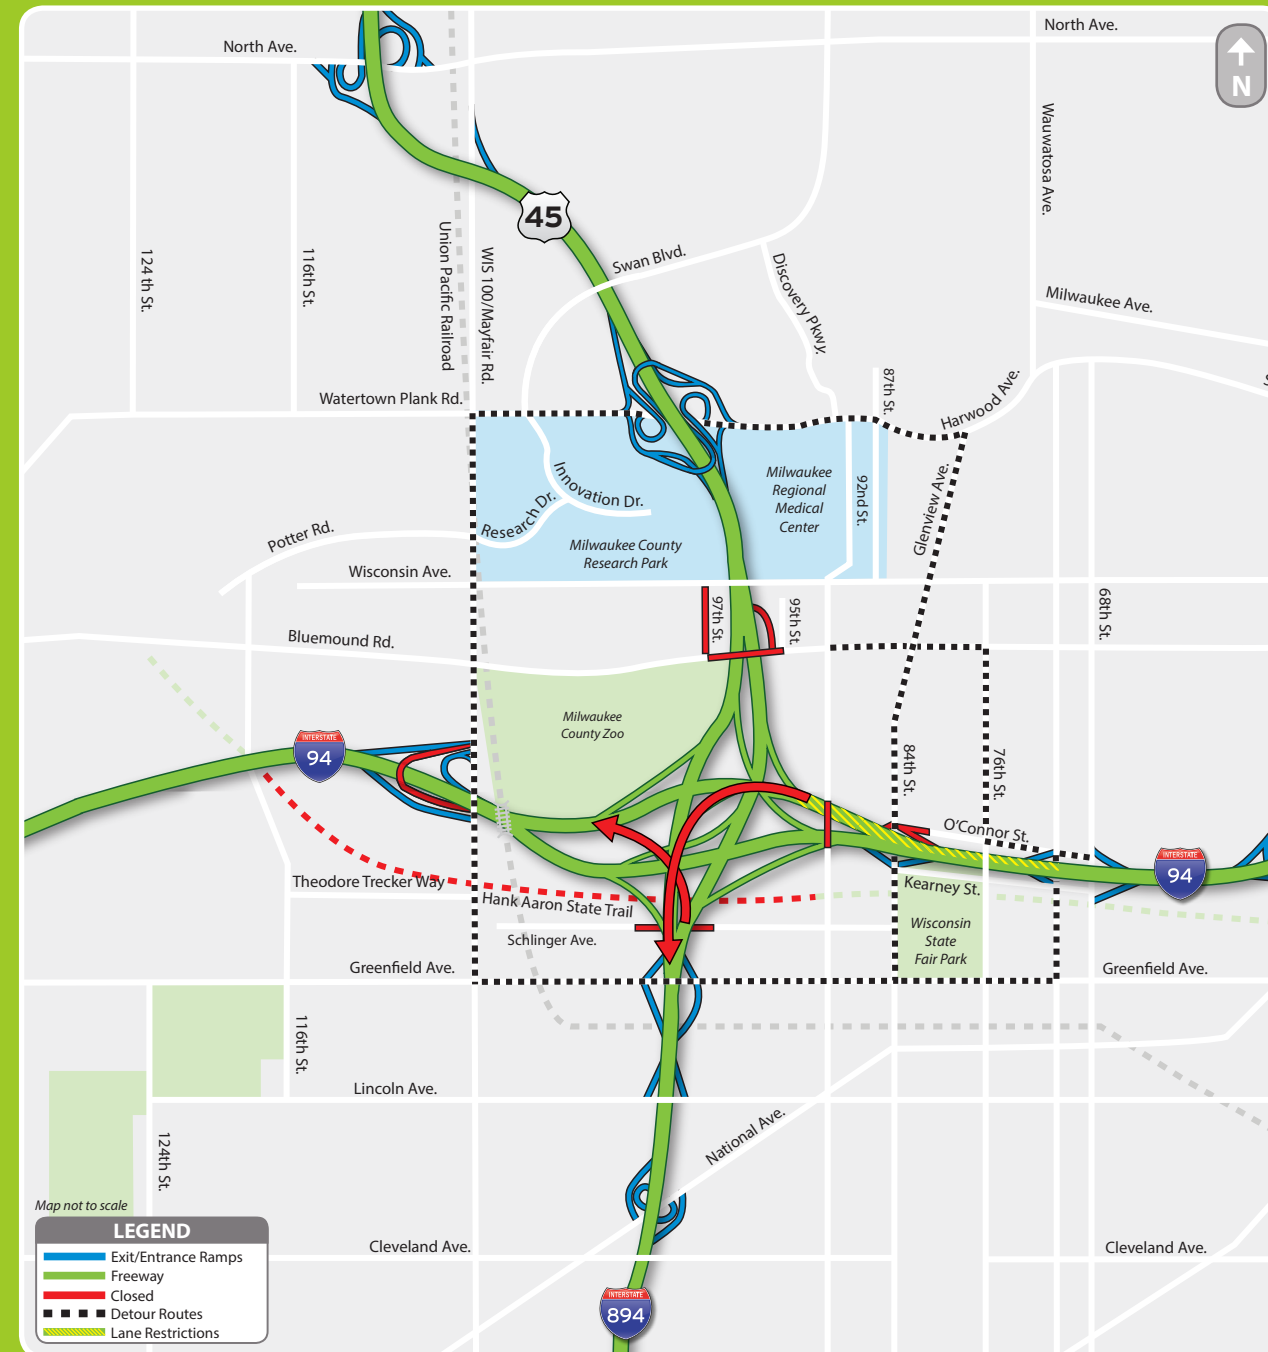 North Ave.
North Ave.
N
Wauwatosa Ave.
45
124 th St.
116th St.
Union Pacific Railroad
WIS 100/Mayfair Rd.
Swan Blvd.
Discovery Pkwy.
Milwaukee Ave.
87th St.
Harwood Ave.
Watertown Plank Rd.
Innovation Dr.
Research Dr.
Milwaukee
Regional
Medical
Center
92nd St.
Glenview Ave.
Potter Rd.
Milwaukee County
Research Park
Wisconsin Ave.
97th St.
95th St.
68th St.
Bluemound Rd.
Milwaukee
County Zoo
INTERSTATE
94
84th St.
76th St.
O'Connor St.
INTERSTATE
94
Theodore Trecker Way
Kearney St.
Hank Aaron State Trail
Schlinger Ave.
Wisconsin
State
Fair Park
Greenfield Ave.
Greenfield Ave.
116th St.
Lincoln Ave.
124th St.
National Ave.
Map not to scale
LEGEND
Exit/Entrance Ramps
Freeway
Closed
Detour Routes
Lane Restrictions
Cleveland Ave.
Cleveland Ave.
INTERSTATE
894